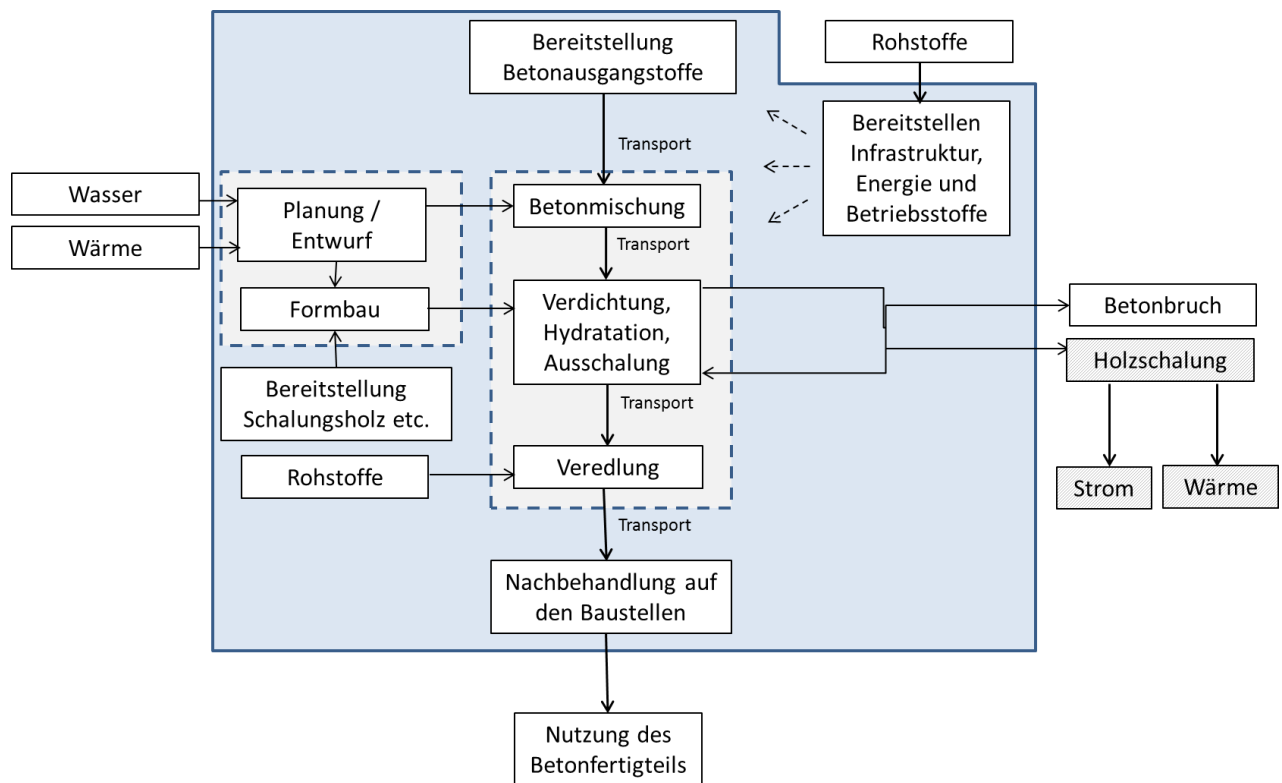 Bereitstellung
Betonausgangstoffe
Rohstoffe
Transport
Bereitstellen
Infrastruktur,
Energie und
Betriebsstoffe
Wasser
Wärme
Planung /
Entwurf
Betonmischung
Transport
Formbau
Verdichtung,
Hydratation,
Ausschalung
Betonbruch
Holzschalung
Bereitstellung
Schalungsholz etc.
Transport
Rohstoffe
Veredlung
Strom
Wärme
Transport
Nachbehandlung auf
den Baustellen
Nutzung des
Betonfertigteils